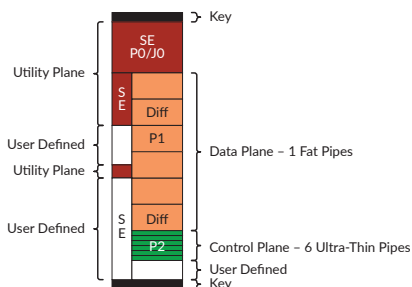 Key
SE
P0/J0
Utility Plane
S
E
Diff
User Defined
P1
Data Plane – 1 Fat Pipes
Utility Plane
User Defined
S
E
Diff
P2
Control Plane – 6 Ultra-Thin Pipes
User Defined
Key